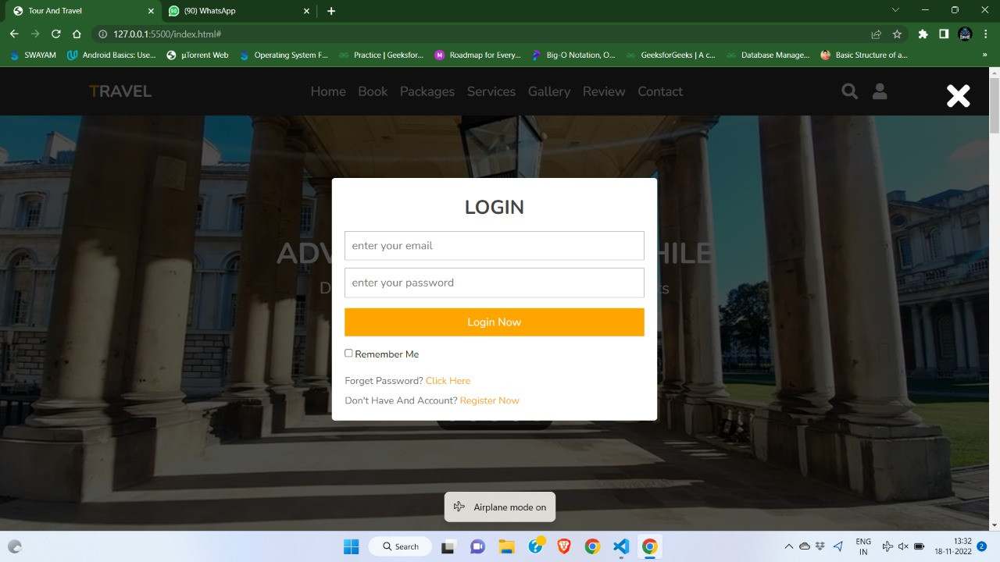 Tour And Travel
(90) WhatsApp
127.0.0.1:5500/index.html#
SWAYAM
Android Basics: Use...
µTorrent Web
Operating System F...
Practice | Geeksfor...
Roadmap for Every...
Big-O Notation, O...
GeeksforGeeks | A c...
Database Manage...
Basic Structure of a...
»
TRAVEL
Home
Book
Packages
Services
Gallery
Review
Contact
LOGIN
enter your email
ADV
HILE
enter your password
D
Login Now
Remember Me
Forget Password? Click Here
Don't Have And Account? Register Now
Airplane mode on
Search
ENG
IN
13:32
18-11-2022
2